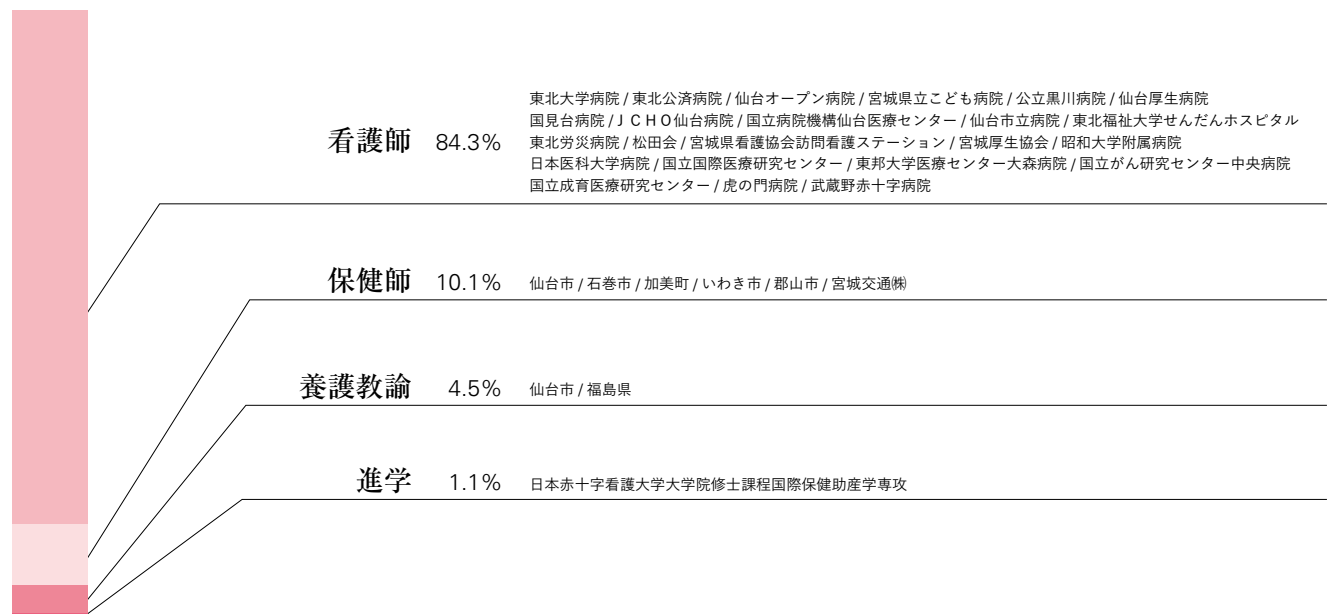 看護師 84.3%
東北大学病院 / 東北公済病院 / 仙台オープン病院 / 宮城県立こども病院 / 公立黒川病院 / 仙台厚生病院
国見台病院 / ＪＣＨＯ仙台病院 / 国立病院機構仙台医療センター / 仙台市立病院 / 東北福祉大学せんだんホスピタル
東北労災病院 / 松田会 / 宮城県看護協会訪問看護ステーション / 宮城厚生協会 / 昭和大学附属病院
日本医科大学病院 / 国立国際医療研究センター / 東邦大学医療センター大森病院 / 国立がん研究センター中央病院
国立成育医療研究センター / 虎の門病院 / 武蔵野赤十字病院
保健師 10.1% 仙台市 / 石巻市 / 加美町 / いわき市 / 郡山市 / 宮城交通㈱
養護教諭 4.5% 仙台市 / 福島県
進学 1.1% 日本赤十字看護大学大学院修士課程国際保健助産学専攻